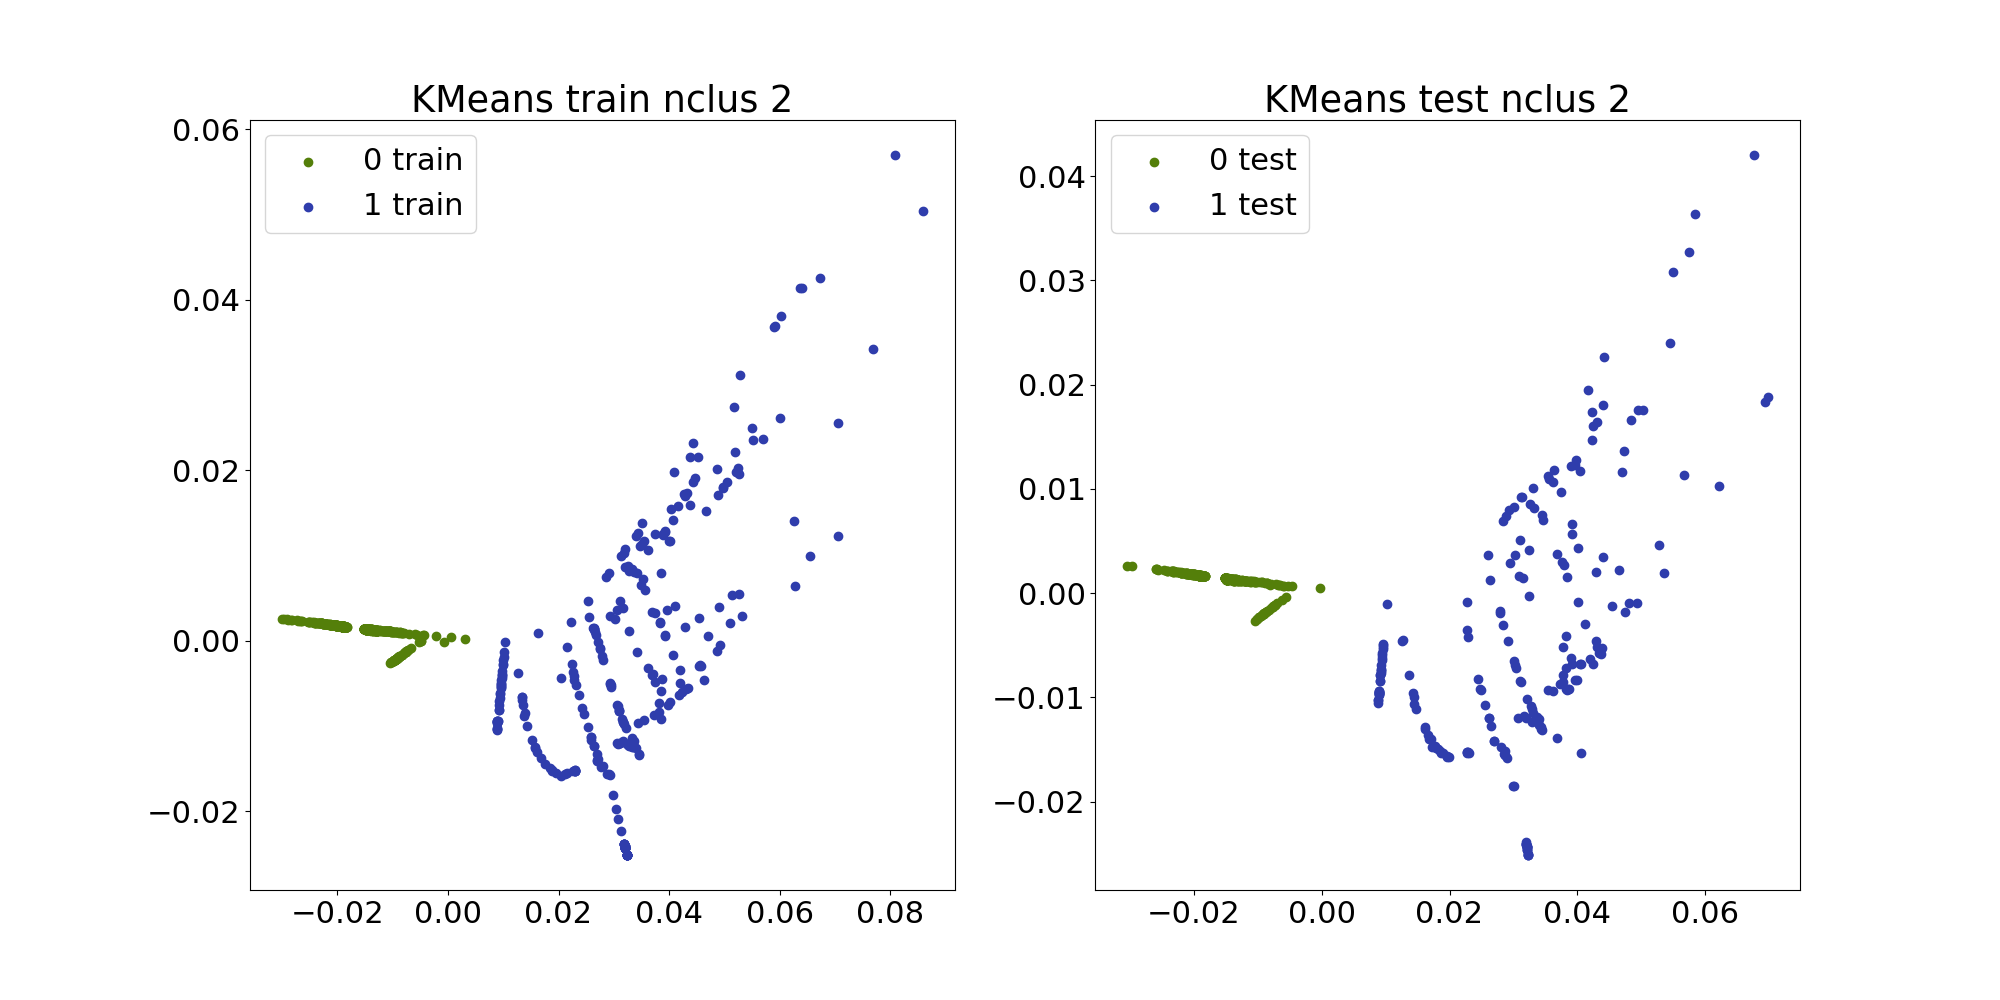 KMeans train nclus 2
0 train
1 train
0.06
0.04
0.02
0.00
−0.02
−0.02 0.00 0.02 0.04 0.06 0.08
KMeans test nclus 2
0 test
1 test
0.04
0.03
0.02
0.01
0.00
−0.01
−0.02
−0.02 0.00 0.02 0.04 0.06